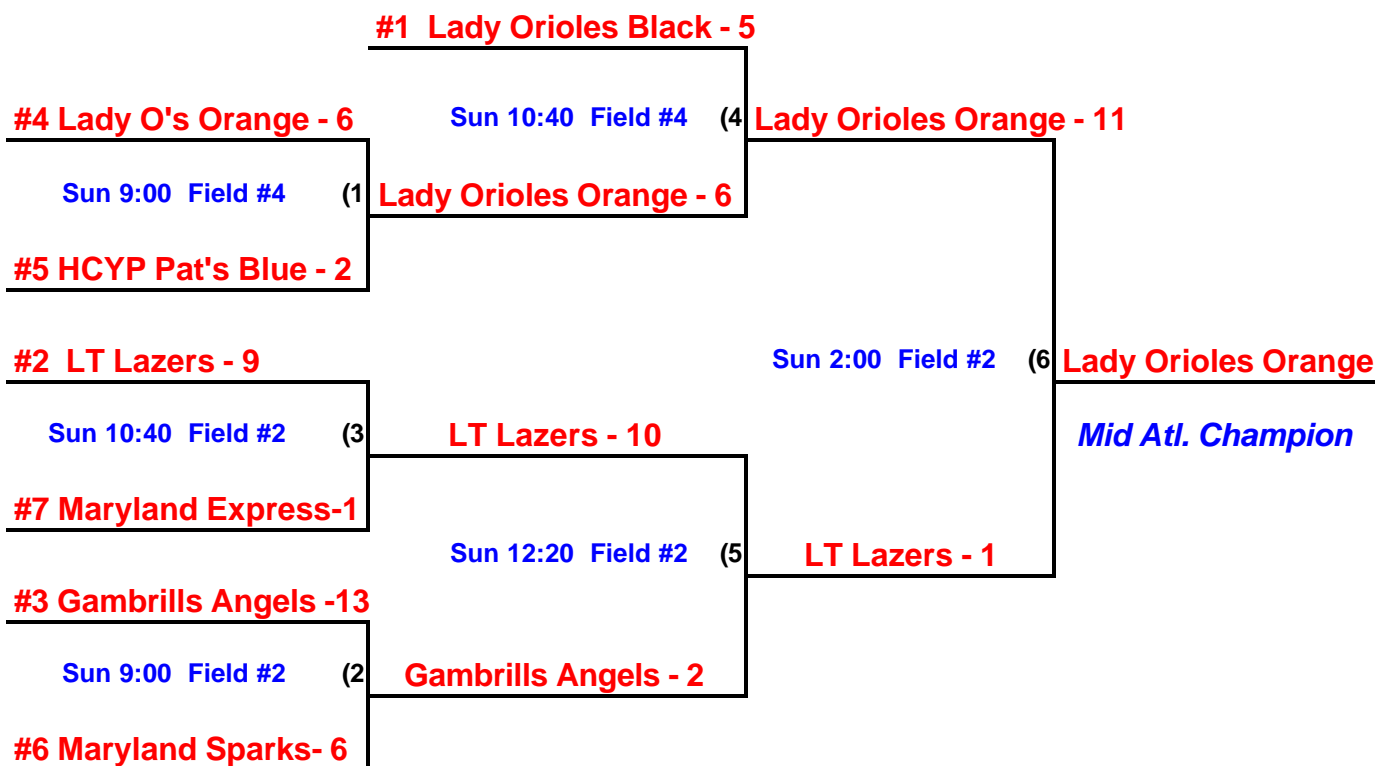 #1  Lady Orioles Black - 5
#4 Lady O's Orange - 6
Sun 10:40  Field #4  (4
Lady Orioles Orange - 11
Sun 9:00  Field #4  (1
Lady Orioles Orange - 6
#5 HCYP Pat's Blue - 2
#2  LT Lazers - 9
Sun 2:00  Field #2  (6
Lady Orioles Orange
Sun 10:40  Field #2  (3
LT Lazers - 10
Mid Atl. Champion
#7 Maryland Express-1
Sun 12:20  Field #2  (5
LT Lazers - 1
#3 Gambrills Angels -13
Sun 9:00  Field #2  (2
Gambrills Angels - 2
#6 Maryland Sparks- 6